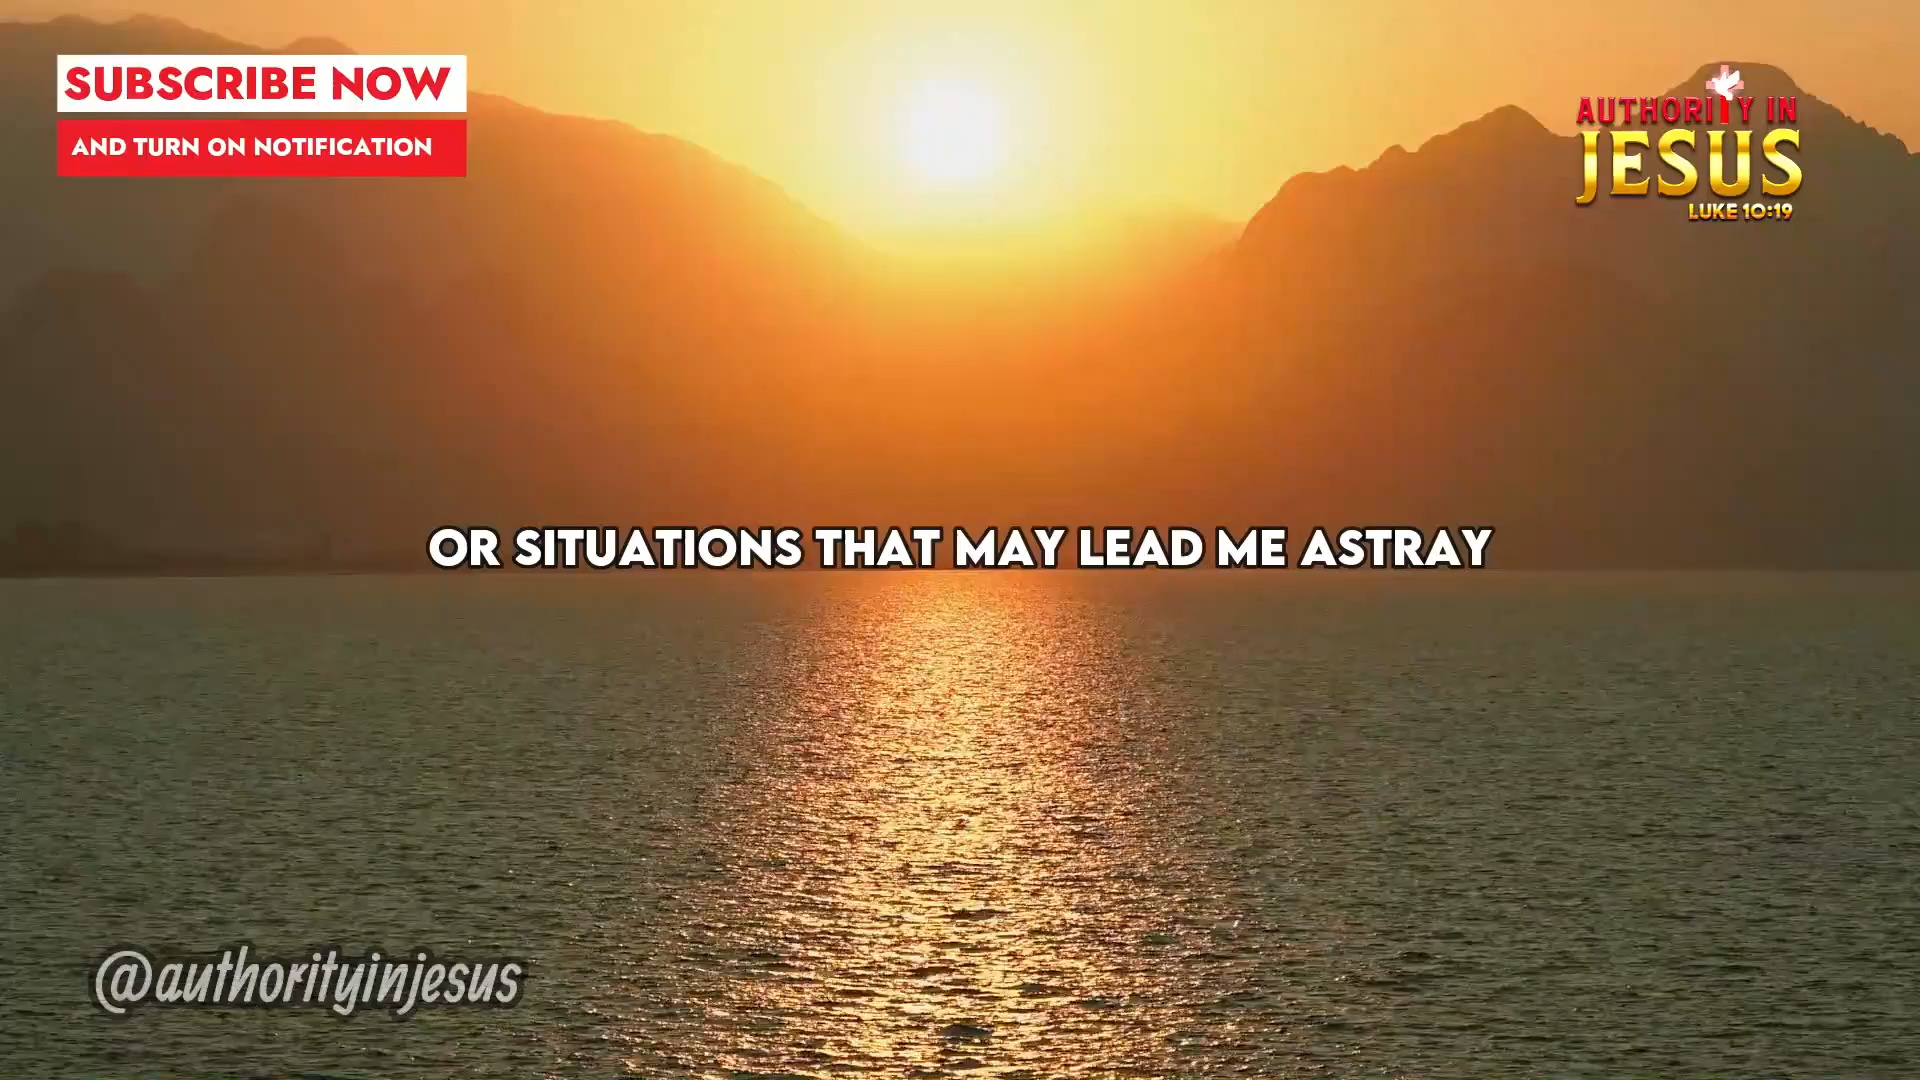 SUBSCRIBE NOW
AND TURN ON NOTIFICATION
AUTHORITY IN
JESUS
LUKE 10:19
OR SITUATIONS THAT MAY LEAD ME ASTRAY
@authorityinjesus